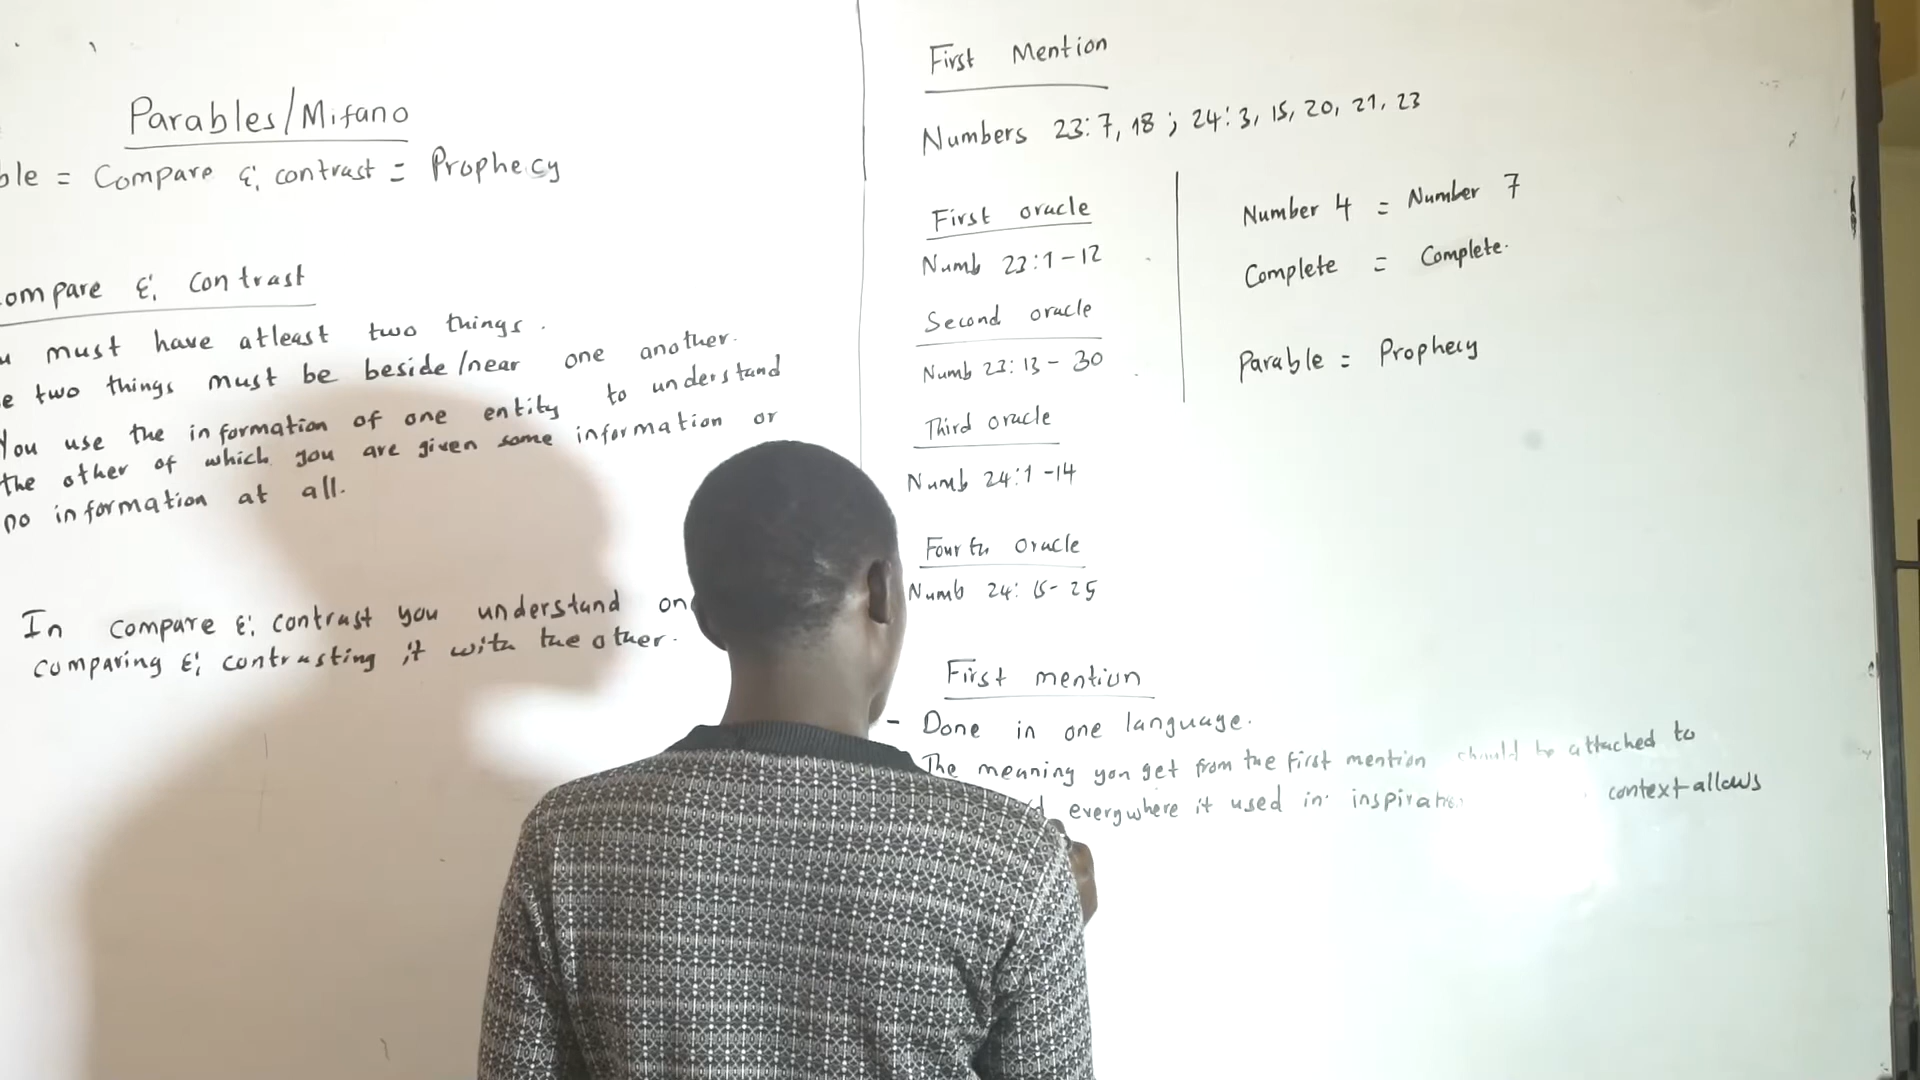 Parables/Mifano
= Compare & contrast = Prophecy
Compare & contrast
must have atleast two things.
two things must be beside/near one another.
You use the information of one entity to understand
the other of which you are given some information or
no information at all.
In compare & contrast you understand
comparing & contrasting it with the other.
First Mention
Numbers 23:7, 18 ; 24:3, 15, 20, 21, 23
First oracle
Numb 23:1-12
Second oracle
Numb 23:13-30
Third oracle
Numb 24:1-14
Fourth Oracle
Numb 24:15-25
Number 4 = Number 7
Complete = Complete.
Parable = Prophecy
First mention
- Done in one language.
The meaning you get from the first mention should be attached to
everywhere it used in context allows